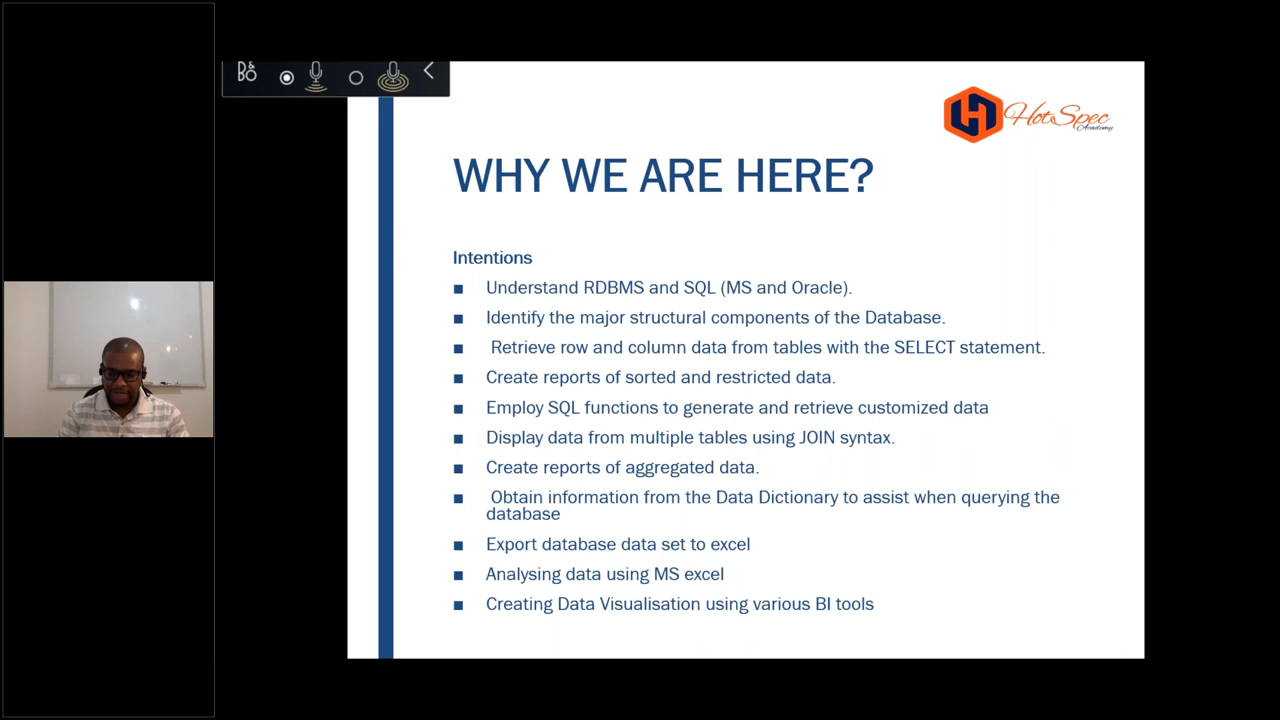 B&O
HotSpec
Academy
WHY WE ARE HERE?
Intentions
■ Understand RDBMS and SQL (MS and Oracle).
■ Identify the major structural components of the Database.
■ Retrieve row and column data from tables with the SELECT statement.
■ Create reports of sorted and restricted data.
■ Employ SQL functions to generate and retrieve customized data
■ Display data from multiple tables using JOIN syntax.
■ Create reports of aggregated data.
■ Obtain information from the Data Dictionary to assist when querying the
database
■ Export database data set to excel
■ Analysing data using MS excel
■ Creating Data Visualisation using various BI tools